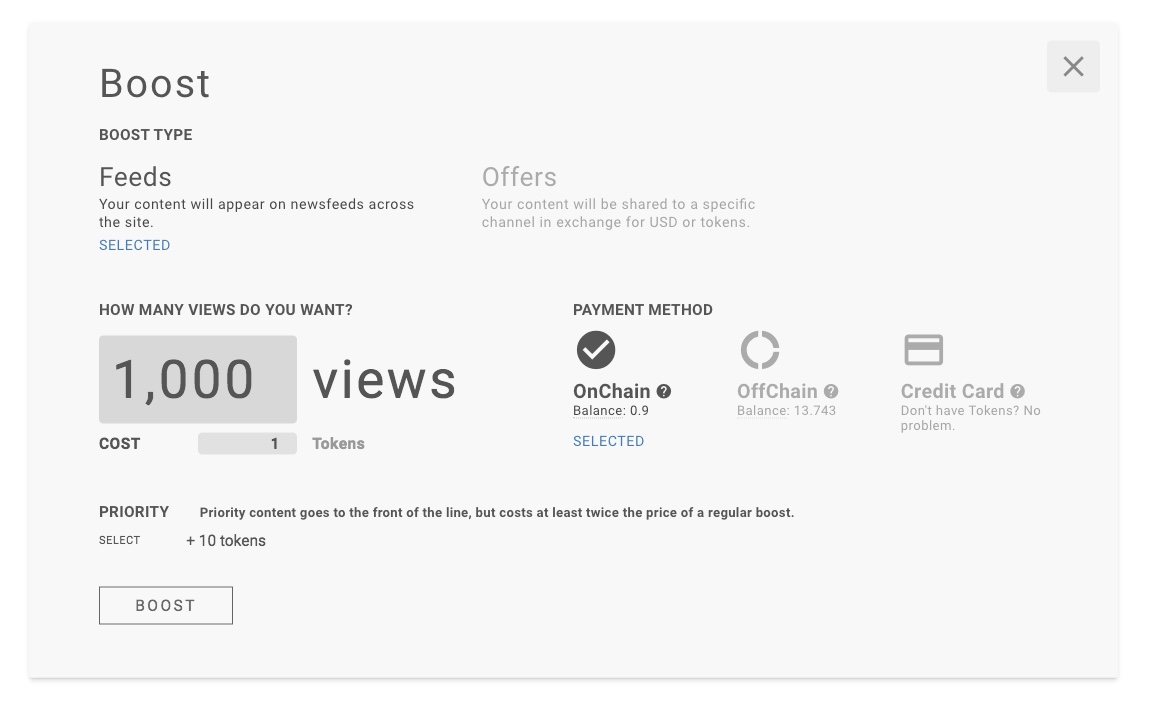 Boost
BOOST TYPE
Feeds
Your content will appear on newsfeeds across
the site.
SELECTED
Offers
Your content will be shared to a specific
channel in exchange for USD or tokens.
HOW MANY VIEWS DO YOU WANT?
1,000 views
COST 1 Tokens
PAYMENT METHOD
OnChain ?
Balance: 0.9
SELECTED
OffChain ?
Balance: 13.743
Credit Card ?
Don't have Tokens? No
problem.
PRIORITY Priority content goes to the front of the line, but costs at least twice the price of a regular boost.
SELECT + 10 tokens
BOOST